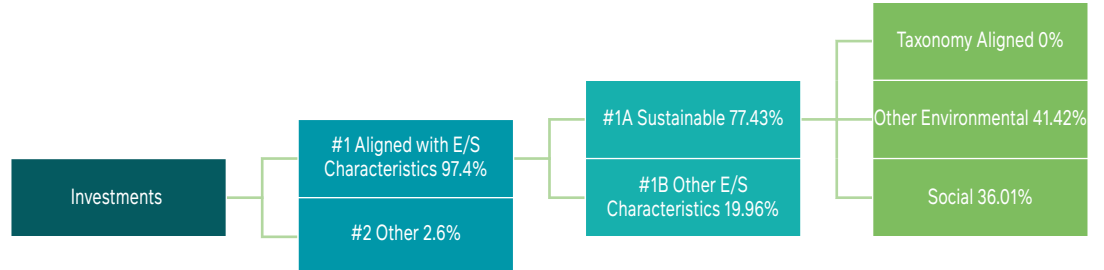 Investments
#1 Aligned with E/S
Characteristics 97.4%
#2 Other 2.6%
#1A Sustainable 77.43%
#1B Other E/S
Characteristics 19.96%
Taxonomy Aligned 0%
Other Environmental 41.42%
Social 36.01%